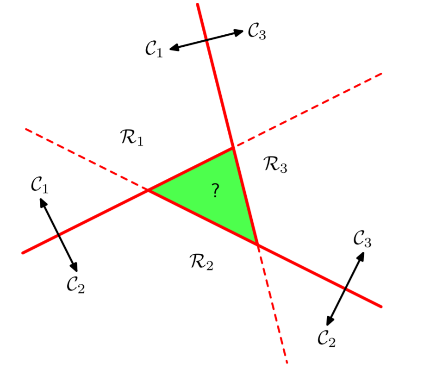 𝒞₃
𝒞₁
ℛ₁
ℛ₃
?
𝒞₁
𝒞₃
ℛ₂
𝒞₂
𝒞₂